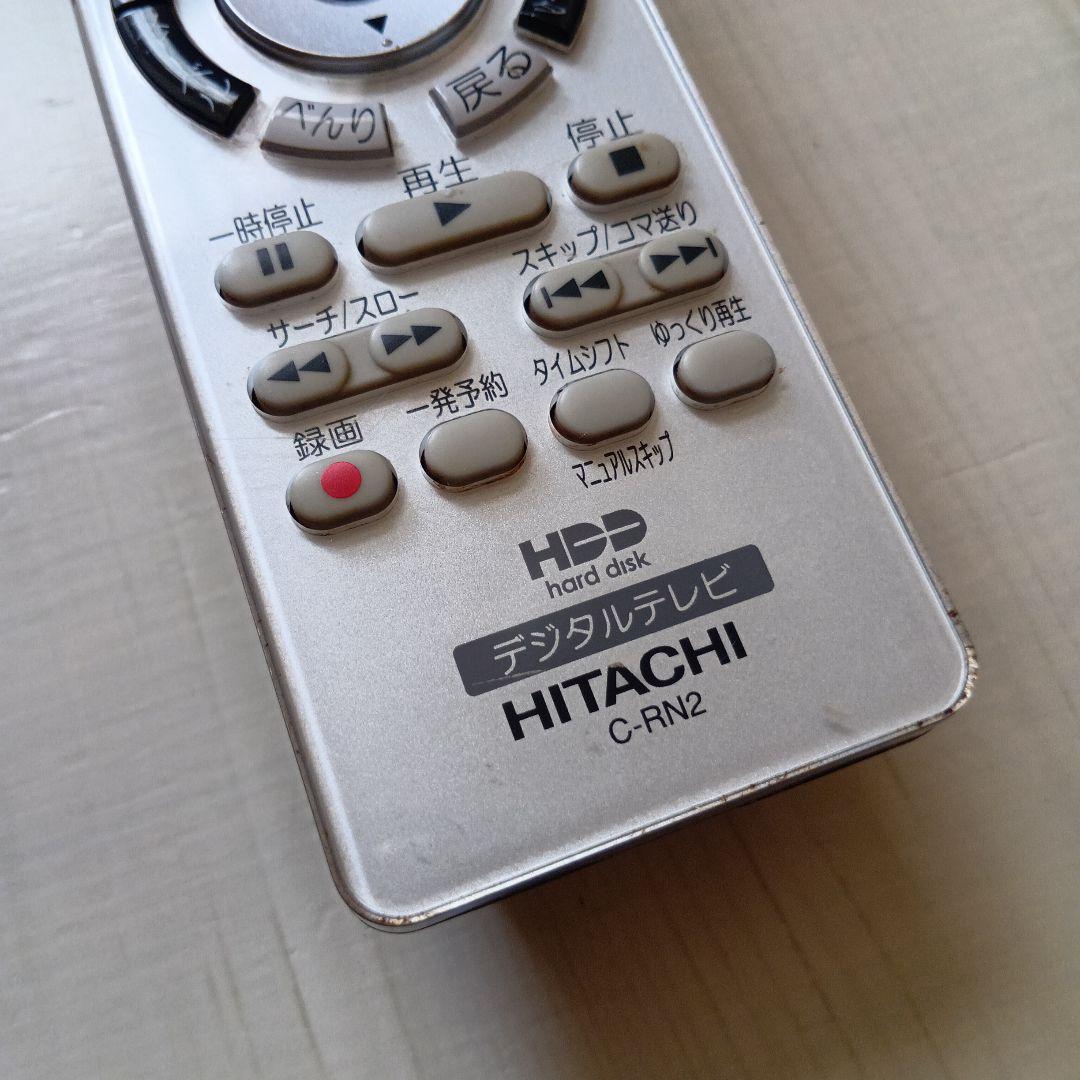 べんり
戻る
停止
再生
一時停止
スキップ/コマ送り
サーチ/スロー
ゆっくり再生
タイムシフト
一発予約
録画
マニュアルスキップ
HDD
hard disk
デジタルテレビ
HITACHI
C-RN2